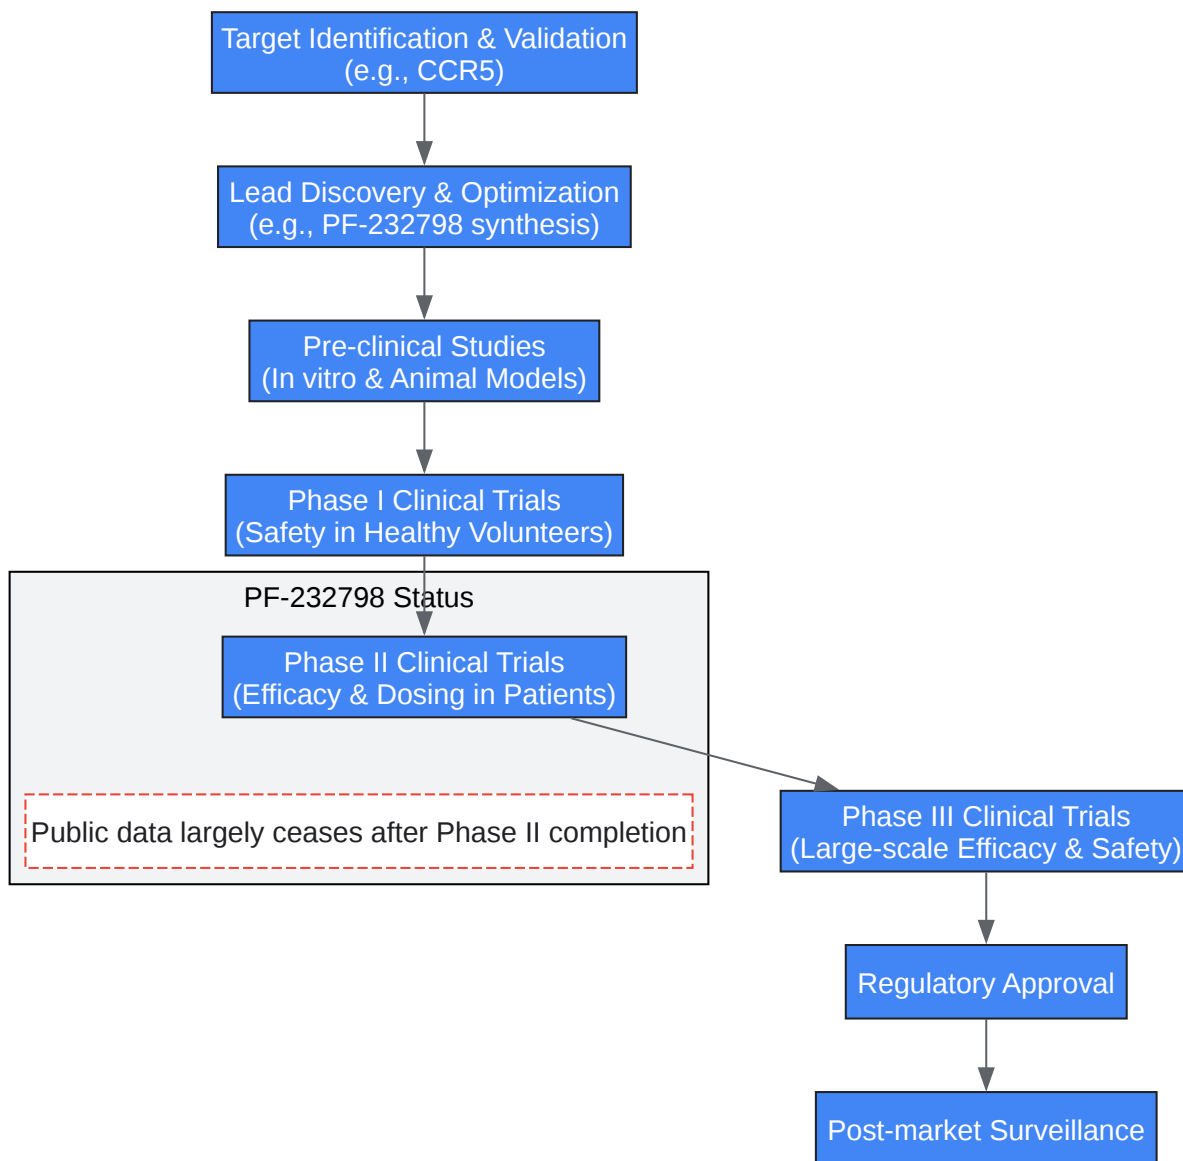 Target Identification & Validation
(e.g., CCR5)
Lead Discovery & Optimization
(e.g., PF-232798 synthesis)
Pre-clinical Studies
(In vitro & Animal Models)
Phase I Clinical Trials
(Safety in Healthy Volunteers)
PF-232798 Status
Phase II Clinical Trials
(Efficacy & Dosing in Patients)
Public data largely ceases after Phase II completion
Phase III Clinical Trials
(Large-scale Efficacy & Safety)
Regulatory Approval
Post-market Surveillance